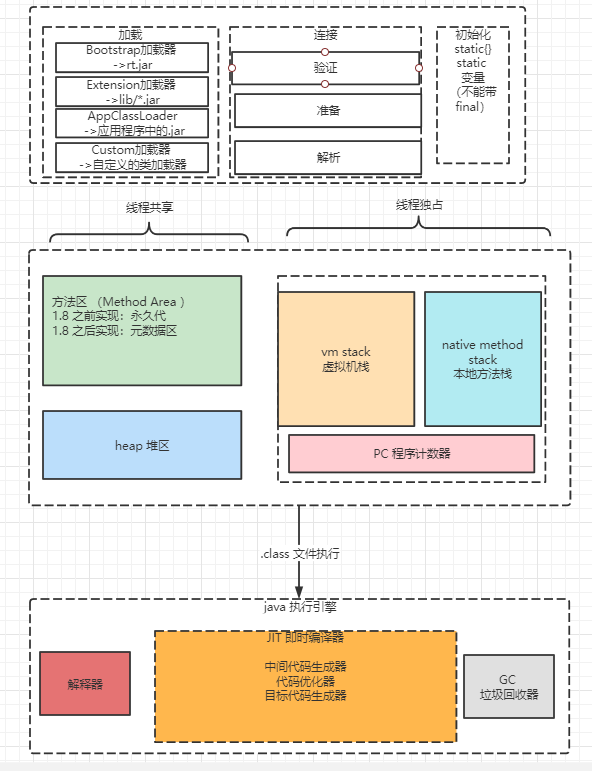 加载
Bootstrap加载器
->rt.jar
Extension加载器
->lib/*.jar
AppClassLoader
->应用程序中的.jar
Custom加载器
->自定义的类加载器
连接
验证
准备
解析
初始化
static{}
static
变量
（不能带
final）
线程共享
线程独占
方法区 （Method Area ）
1.8 之前实现：永久代
1.8 之后实现：元数据区
heap 堆区
vm stack
虚拟机栈
native method
stack
本地方法栈
PC 程序计数器
.class 文件执行
java 执行引擎
解释器
JIT 即时编译器
中间代码生成器
代码优化器
目标代码生成器
GC
垃圾回收器